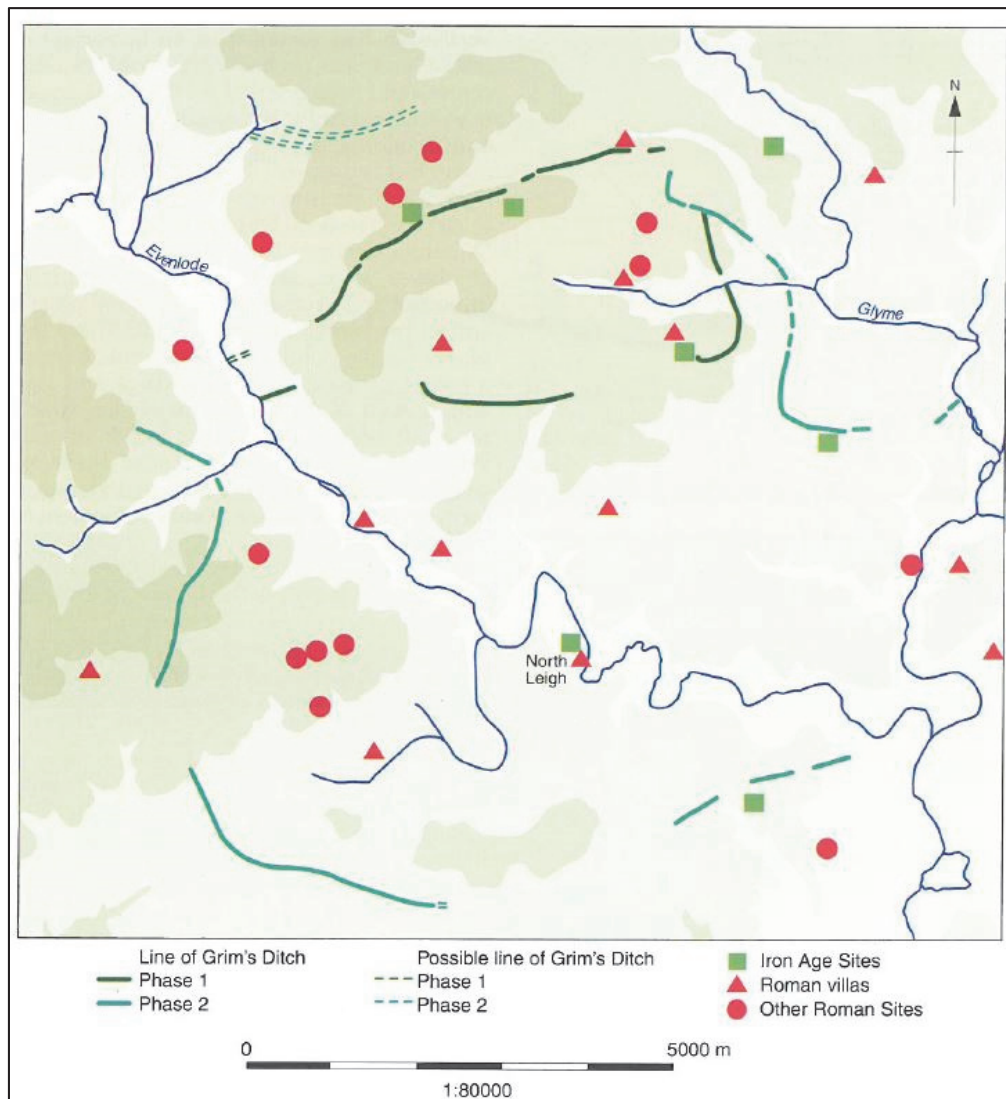 N
Evenlode
Glyme
North
Leigh
Line of Grim's Ditch
Phase 1
Phase 2
Possible line of Grim's Ditch
Phase 1
Phase 2
Iron Age Sites
Roman villas
Other Roman Sites
0
5000 m
1:80000